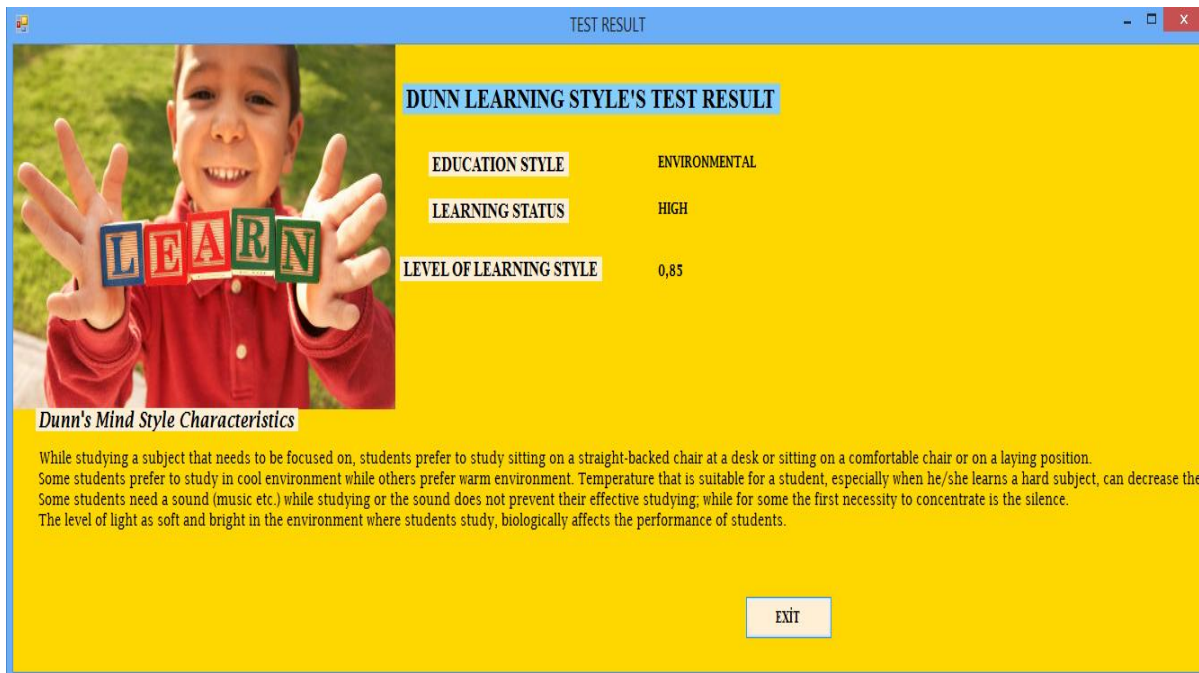 TEST RESULT
X
LEARN
DUNN LEARNING STYLE'S TEST RESULT
EDUCATION STYLE ENVIRONMENTAL
LEARNING STATUS HIGH
LEVEL OF LEARNING STYLE 0,85
Dunn's Mind Style Characteristics
While studying a subject that needs to be focused on, students prefer to study sitting on a straight-backed chair at a desk or sitting on a comfortable chair or on a laying position.
Some students prefer to study in cool environment while others prefer warm environment. Temperature that is suitable for a student, especially when he/she learns a hard subject, can decrease the
Some students need a sound (music etc.) while studying or the sound does not prevent their effective studying; while for some the first necessity to concentrate is the silence.
The level of light as soft and bright in the environment where students study, biologically affects the performance of students.
EXİT